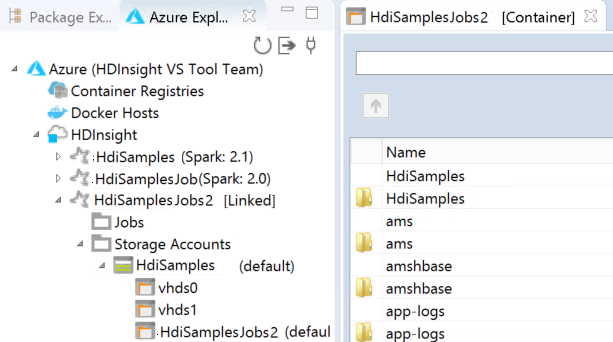 Package Ex...
Azure Expl...
Azure (HDInsight VS Tool Team)
Container Registries
Docker Hosts
HDInsight
HdiSamples (Spark: 2.1)
HdiSamplesJob(Spark: 2.0)
HdiSamplesJobs2 [Linked]
Jobs
Storage Accounts
HdiSamples (default)
vhds0
vhds1
HdiSamplesJobs2 (defaul
HdiSamplesJobs2 [Container]
Name
HdiSamples
HdiSamples
ams
ams
amshbase
amshbase
app-logs
app-logs